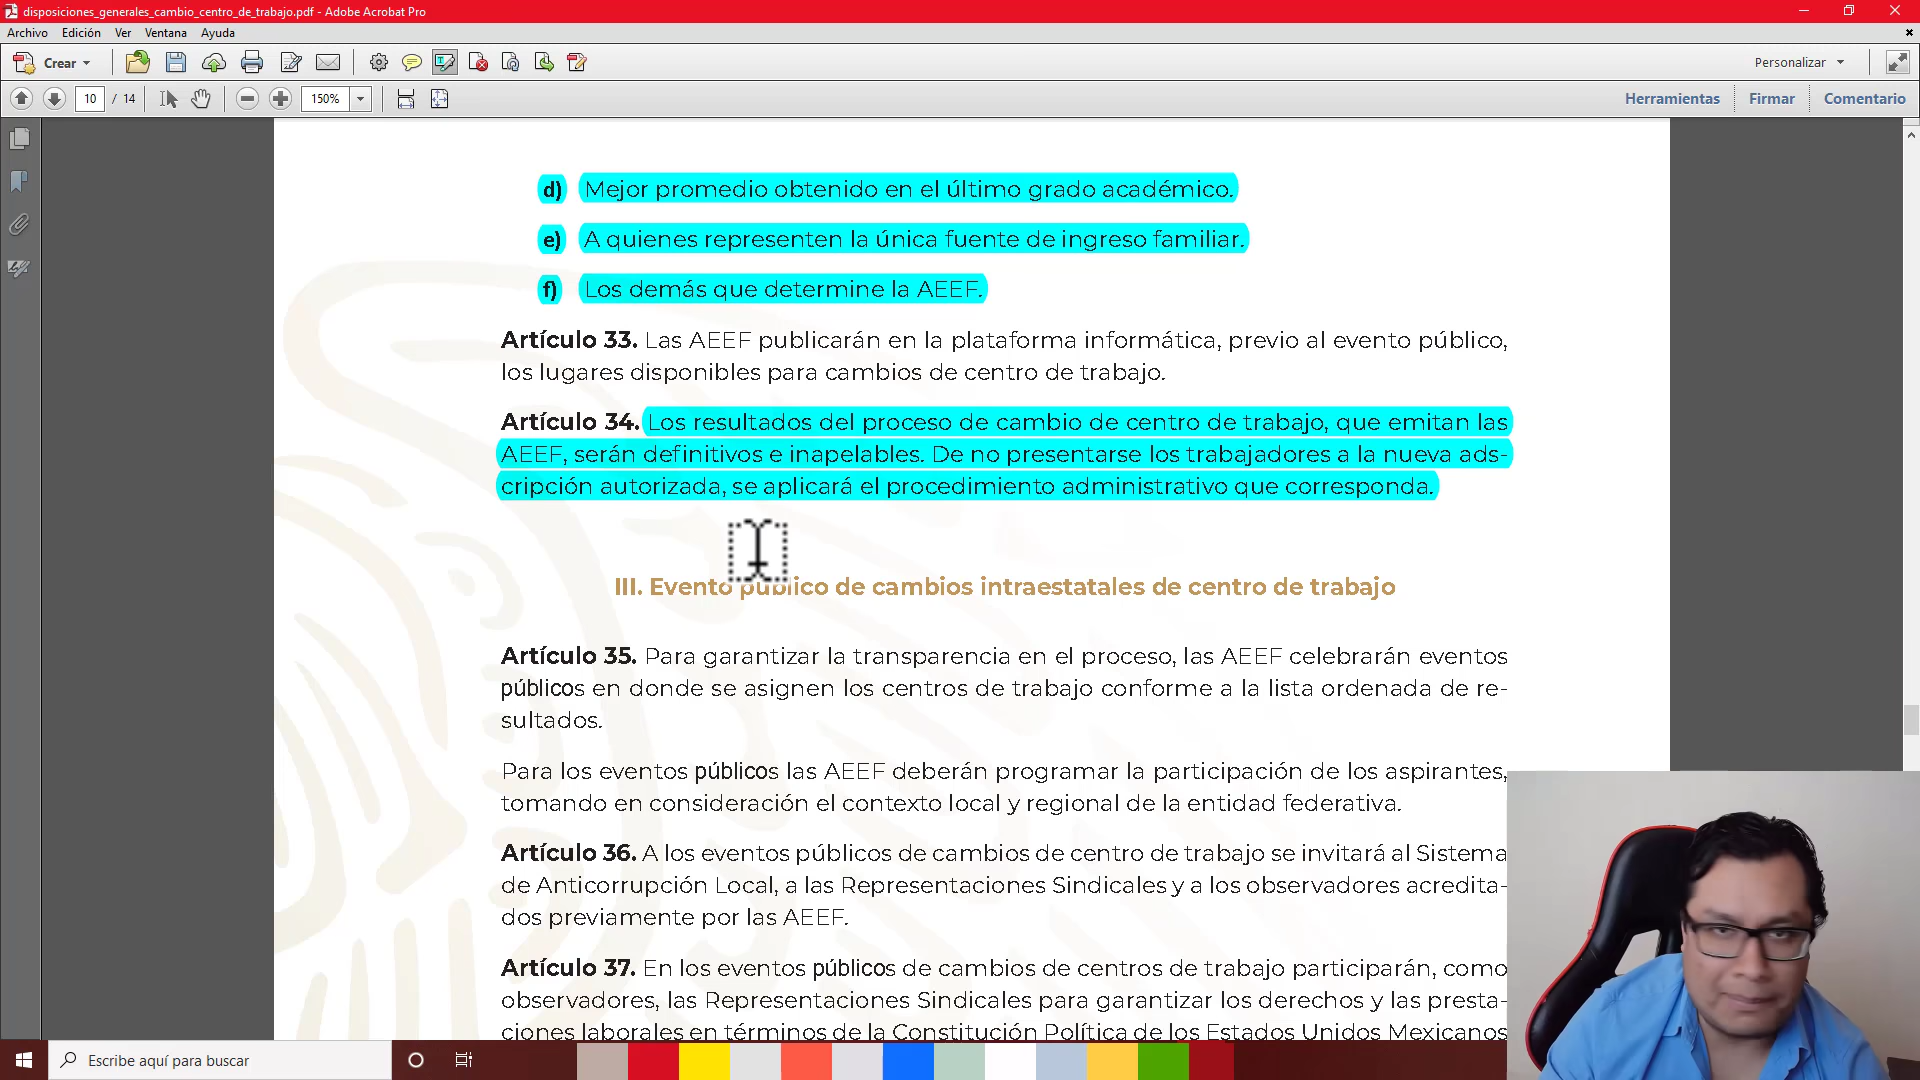 disposiciones_generales_cambio_centro_de_trabajo.pdf - Adobe Acrobat Pro
Archivo Edición Ver Ventana Ayuda
Crear
Personalizar
10 / 14
150%
Herramientas Firmar Comentario
d) Mejor promedio obtenido en el último grado académico.
e) A quienes representen la única fuente de ingreso familiar.
f) Los demás que determine la AEEF.
Artículo 33. Las AEEF publicarán en la plataforma informática, previo al evento público,
los lugares disponibles para cambios de centro de trabajo.
Artículo 34. Los resultados del proceso de cambio de centro de trabajo, que emitan las
AEEF, serán definitivos e inapelables. De no presentarse los trabajadores a la nueva ads-
cripción autorizada, se aplicará el procedimiento administrativo que corresponda.
III. Evento público de cambios intraestatales de centro de trabajo
Artículo 35. Para garantizar la transparencia en el proceso, las AEEF celebrarán eventos
públicos en donde se asignen los centros de trabajo conforme a la lista ordenada de re-
sultados.
Para los eventos públicos las AEEF deberán programar la participación de los aspirantes,
tomando en consideración el contexto local y regional de la entidad federativa.
Artículo 36. A los eventos públicos de cambios de centro de trabajo se invitará al Sistema
de Anticorrupción Local, a las Representaciones Sindicales y a los observadores acredita-
dos previamente por las AEEF.
Artículo 37. En los eventos públicos de cambios de centros de trabajo participarán, como
observadores, las Representaciones Sindicales para garantizar los derechos y las presta-
ciones laborales en términos de la Constitución Política de los Estados Unidos Mexicanos
Escribe aquí para buscar